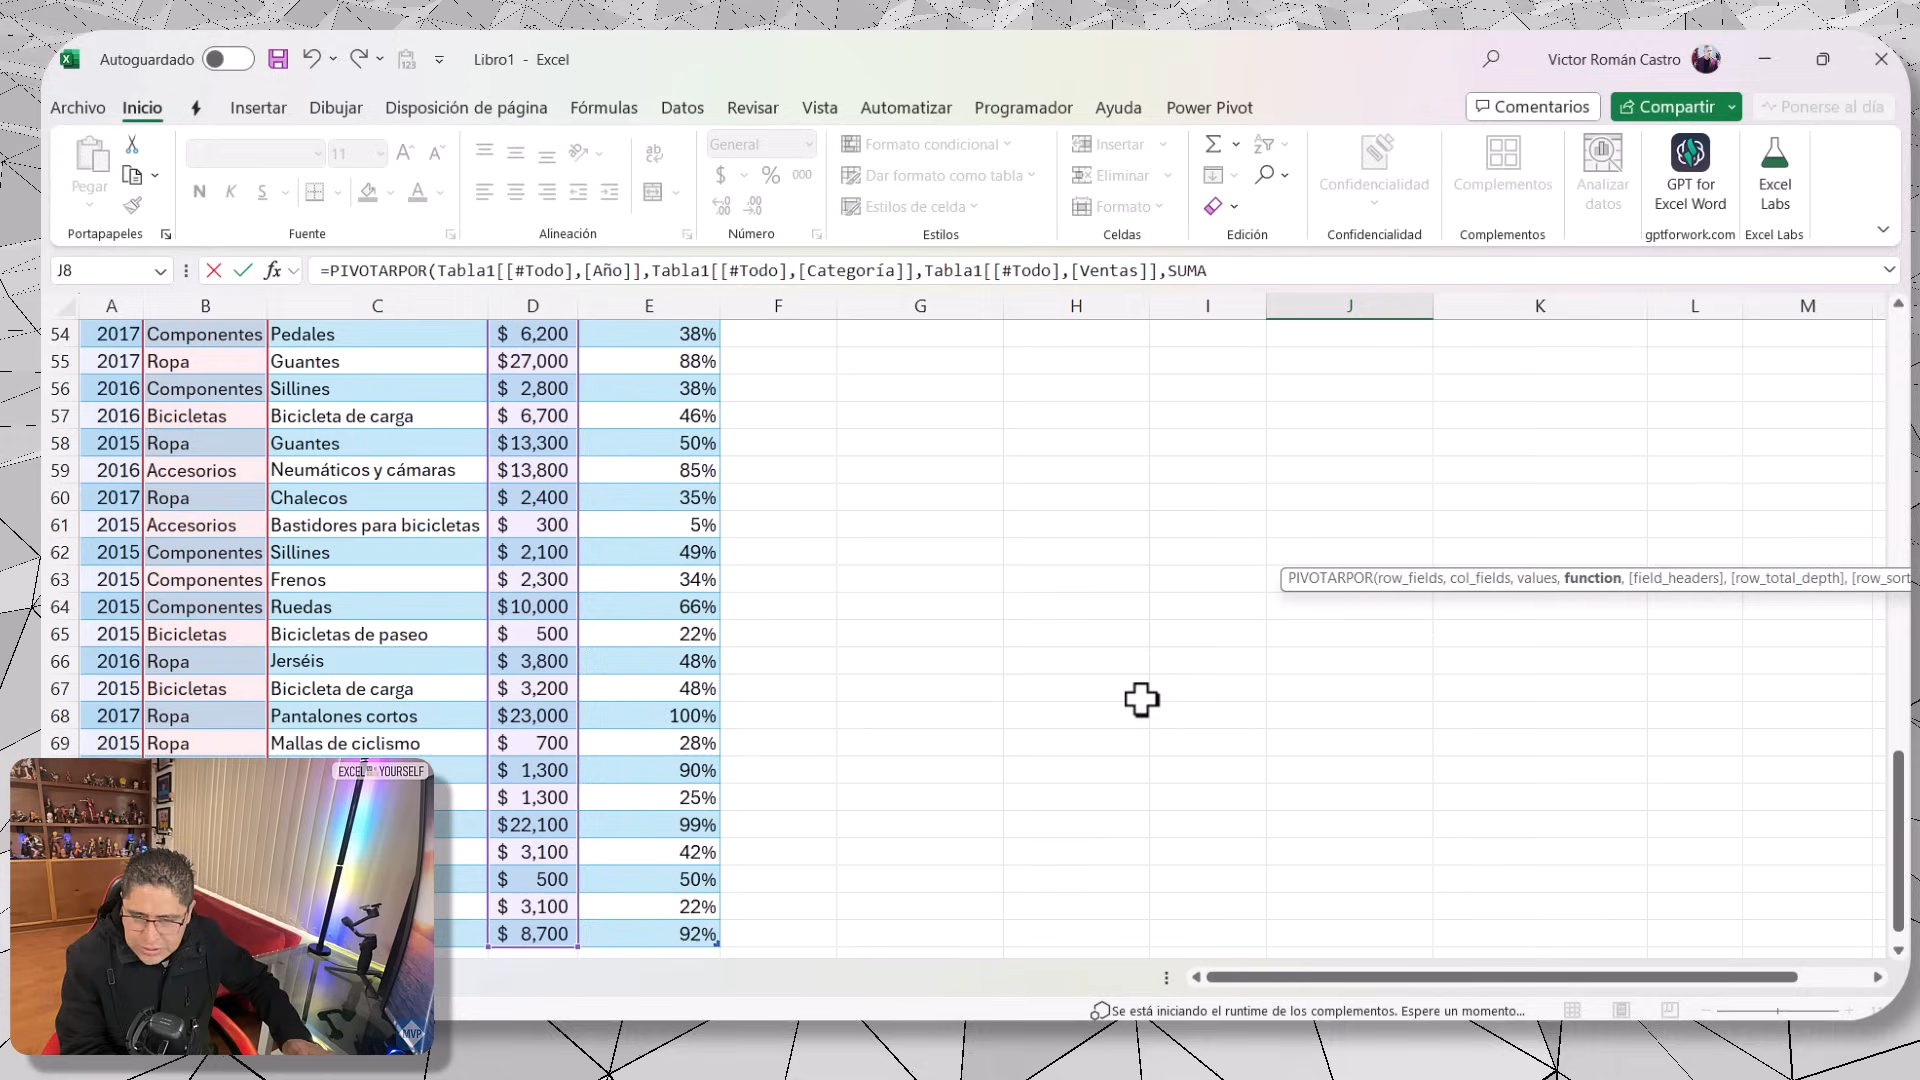 Autoguardado
Libro1 - Excel
Victor Román Castro
Archivo Inicio Insertar Dibujar Disposición de página Fórmulas Datos Revisar Vista Automatizar Programador Ayuda Power Pivot
Comentarios Compartir Ponerse al día
Pegar
Portapapeles
11
N K S
Fuente
Alineación
General
$ % 000
Número
Formato condicional
Dar formato como tabla
Estilos de celda
Estilos
Insertar
Eliminar
Formato
Celdas
Edición
Confidencialidad
Confidencialidad
Complementos
Complementos
Analizar datos
GPT for Excel Word
gptforwork.com
Excel Labs
Excel Labs
J8 fx =PIVOTARPOR(Tabla1[[#Todo],[Año]],Tabla1[[#Todo],[Categoría]],Tabla1[[#Todo],[Ventas]],SUMA
A B C D E F G H I J K L M
54 2017 Componentes Pedales $ 6,200 38%
55 2017 Ropa Guantes $27,000 88%
56 2016 Componentes Sillines $ 2,800 38%
57 2016 Bicicletas Bicicleta de carga $ 6,700 46%
58 2015 Ropa Guantes $13,300 50%
59 2016 Accesorios Neumáticos y cámaras $13,800 85%
60 2017 Ropa Chalecos $ 2,400 35%
61 2015 Accesorios Bastidores para bicicletas $ 300 5%
62 2015 Componentes Sillines $ 2,100 49%
63 2015 Componentes Frenos $ 2,300 34%
PIVOTARPOR(row_fields, col_fields, values, function, [field_headers], [row_total_depth], [row_sort
64 2015 Componentes Ruedas $10,000 66%
65 2015 Bicicletas Bicicletas de paseo $ 500 22%
66 2016 Ropa Jerséis $ 3,800 48%
67 2015 Bicicletas Bicicleta de carga $ 3,200 48%
68 2017 Ropa Pantalones cortos $23,000 100%
69 2015 Ropa Mallas de ciclismo $ 700 28%
$ 1,300 90%
$ 1,300 25%
$22,100 99%
$ 3,100 42%
$ 500 50%
$ 3,100 22%
$ 8,700 92%
EXCEL YOURSELF
MVP
Se está iniciando el runtime de los complementos. Espere un momento...